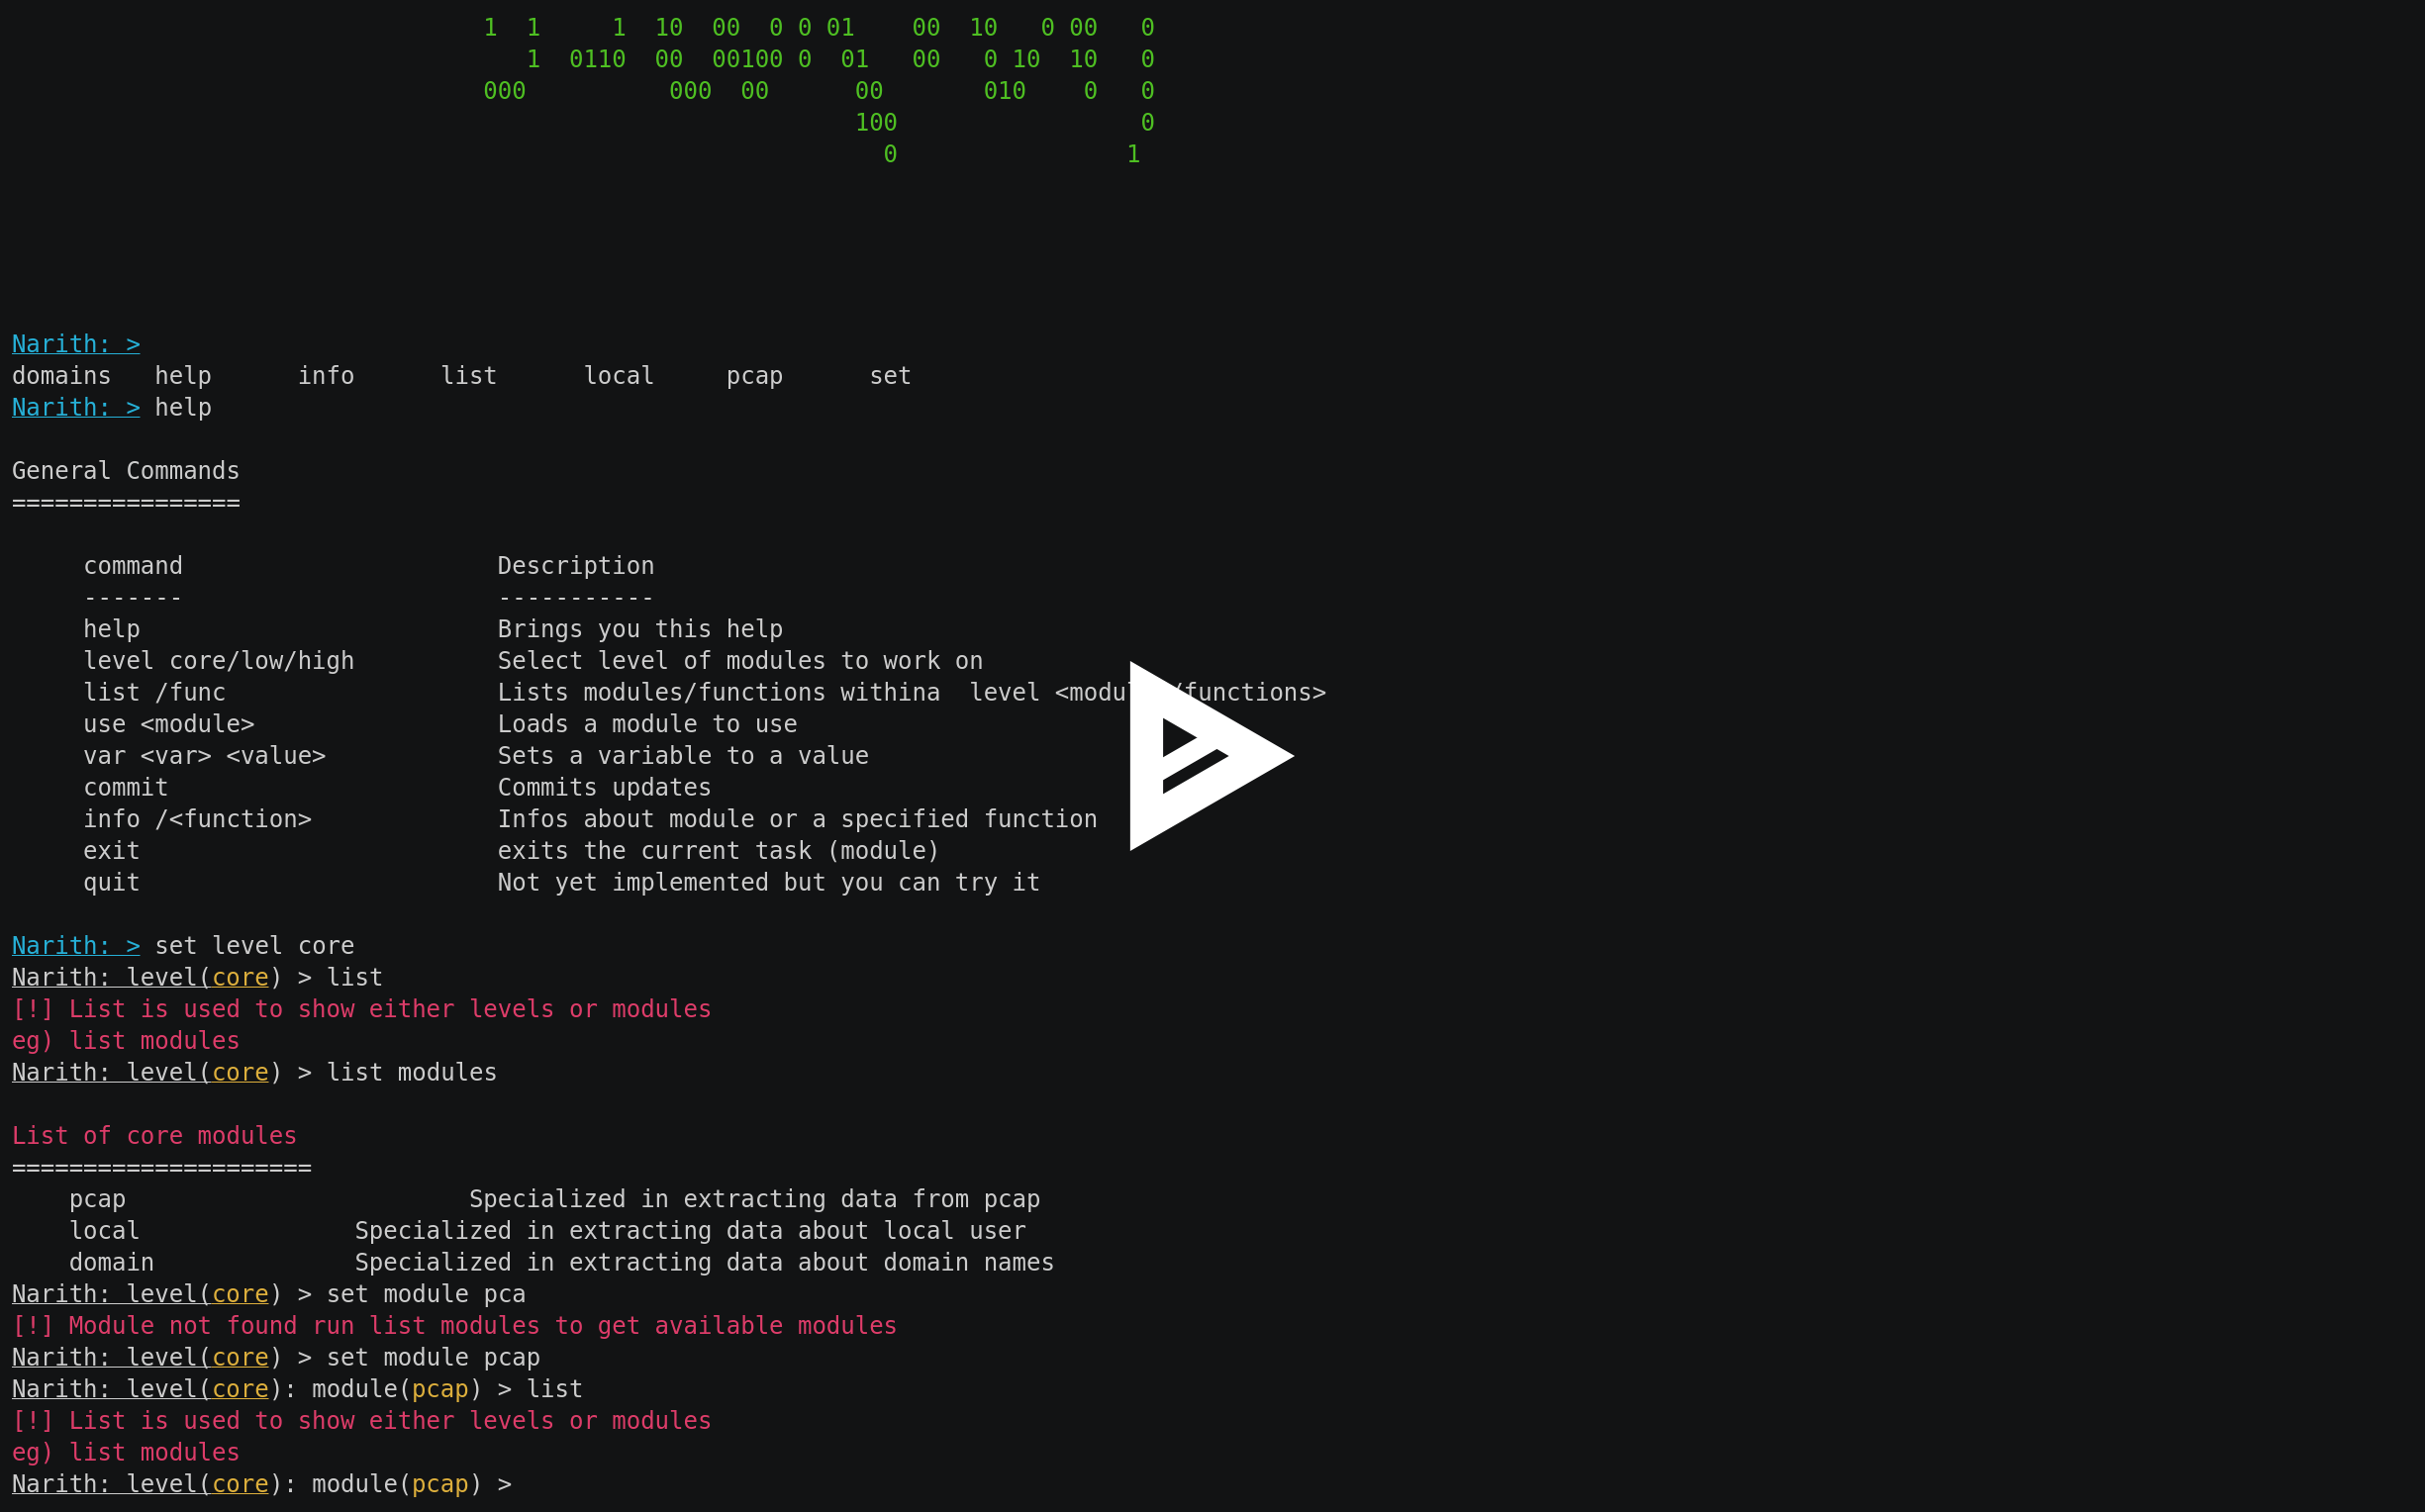 1  1     1  10  00  0 0 01    00  10   0 00   0
1  0110  00  00100 0  01   00   0 10  10   0
000          000  00      00       010    0   0
100                 0
0                1
Narith: >
domains   help      info      list      local     pcap      set
Narith: > help
General Commands
================
command                      Description
-------                      -----------
help                         Brings you this help
level core/low/high          Select level of modules to work on
list /func                   Lists modules/functions withina  level <modul /functions>
use <module>                 Loads a module to use
var <var> <value>            Sets a variable to a value
commit                       Commits updates
info /<function>             Infos about module or a specified function
exit                         exits the current task (module)
quit                         Not yet implemented but you can try it
Narith: > set level core
Narith: level(core) > list
[!] List is used to show either levels or modules
eg) list modules
Narith: level(core) > list modules
List of core modules
=====================
pcap                        Specialized in extracting data from pcap
local               Specialized in extracting data about local user
domain              Specialized in extracting data about domain names
Narith: level(core) > set module pca
[!] Module not found run list modules to get available modules
Narith: level(core) > set module pcap
Narith: level(core): module(pcap) > list
[!] List is used to show either levels or modules
eg) list modules
Narith: level(core): module(pcap) >